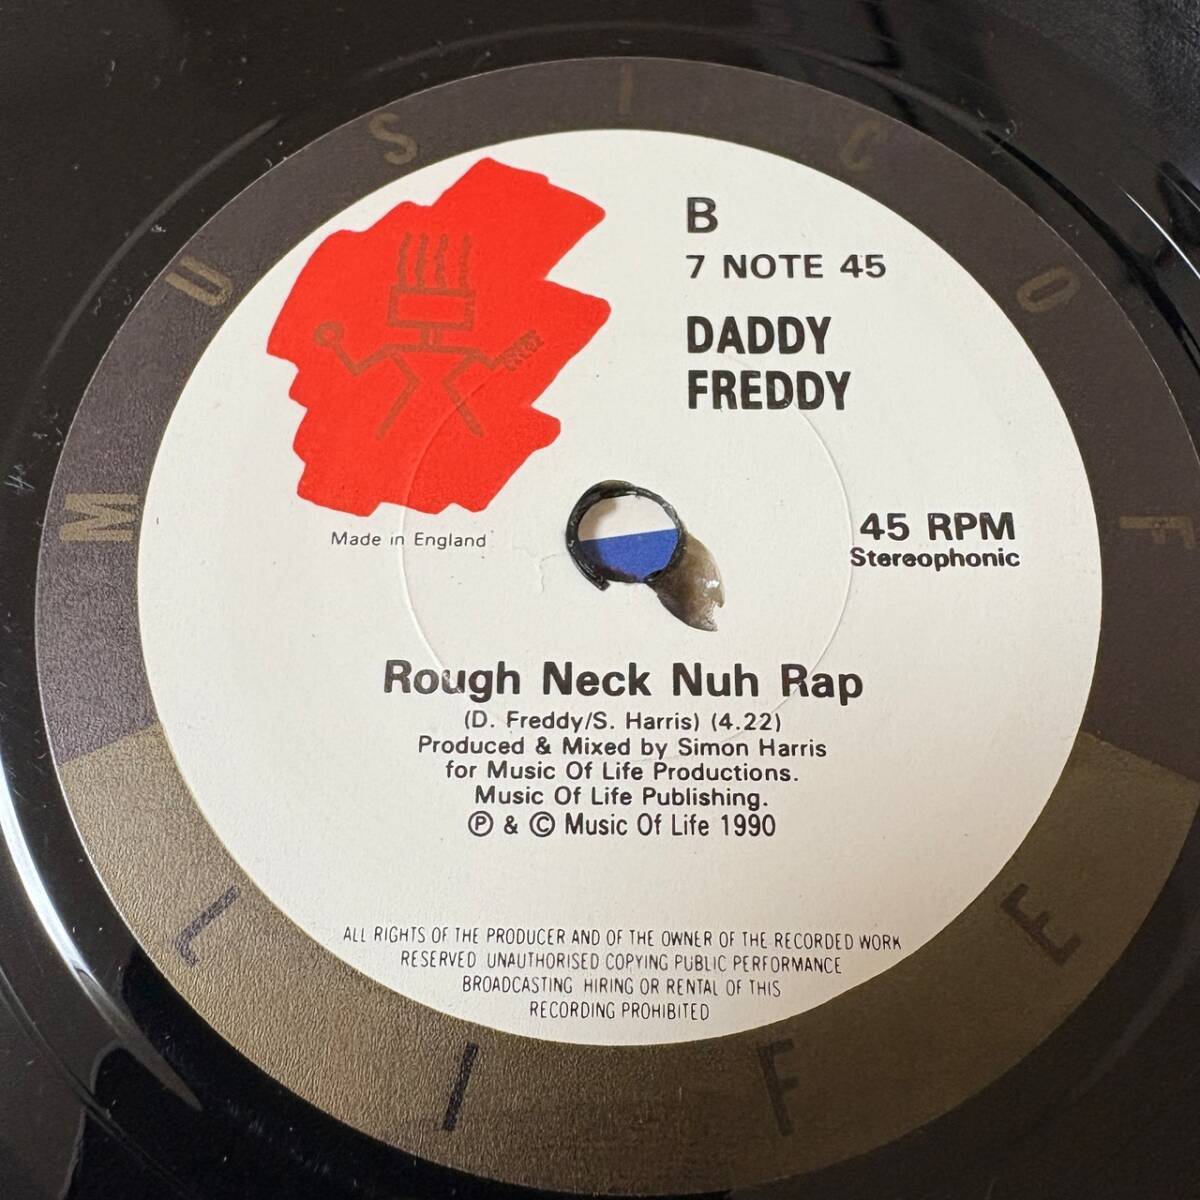 MUSIC OF LIFE
B
7 NOTE 45
DADDY
FREDDY
Made in England
45 RPM
Stereophonic
Rough Neck Nuh Rap
(D. Freddy/S. Harris) (4.22)
Produced & Mixed by Simon Harris
for Music Of Life Productions.
Music Of Life Publishing.
Ⓟ & © Music Of Life 1990
ALL RIGHTS OF THE PRODUCER AND OF THE OWNER OF THE RECORDED WORK
RESERVED UNAUTHORISED COPYING PUBLIC PERFORMANCE
BROADCASTING HIRING OR RENTAL OF THIS
RECORDING PROHIBITED